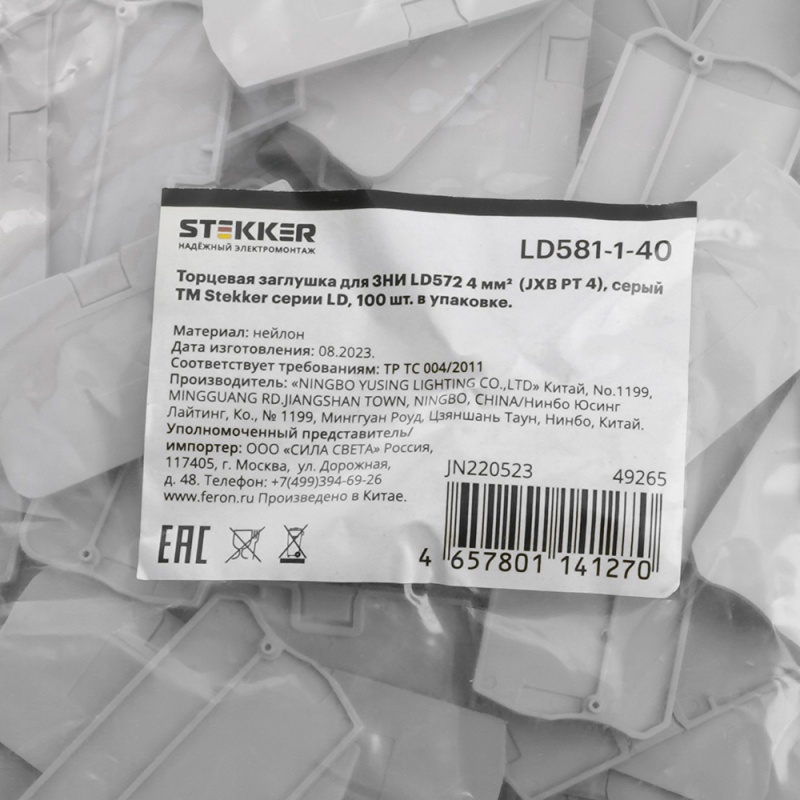 STEKKER
НАДЁЖНЫЙ ЭЛЕКТРОМОНТАЖ
LD581-1-40
Торцевая заглушка для ЗНИ LD572 4 мм² (JXB PT 4), серый
ТМ Stekker серии LD, 100 шт. в упаковке.
Материал: нейлон
Дата изготовления: 08.2023.
Соответствует требованиям: ТР ТС 004/2011
Производитель: «NINGBO YUSING LIGHTING CO.,LTD» Китай, No.1199,
MINGGUANG RD.JIANGSHAN TOWN, NINGBO, CHINA/Нинбо Юсинг
Лайтинг, Ко., № 1199, Мингуан Роуд, Цзяншань Таун, Нинбо, Китай.
Уполномоченный представитель/
импортер: ООО «СИЛА СВЕТА» Россия,
117405, г. Москва, ул. Дорожная,
д. 48. Телефон: +7(499)394-69-26
www.feron.ru Произведено в Китае.
JN220523 49265
EAC
4 657801 141270